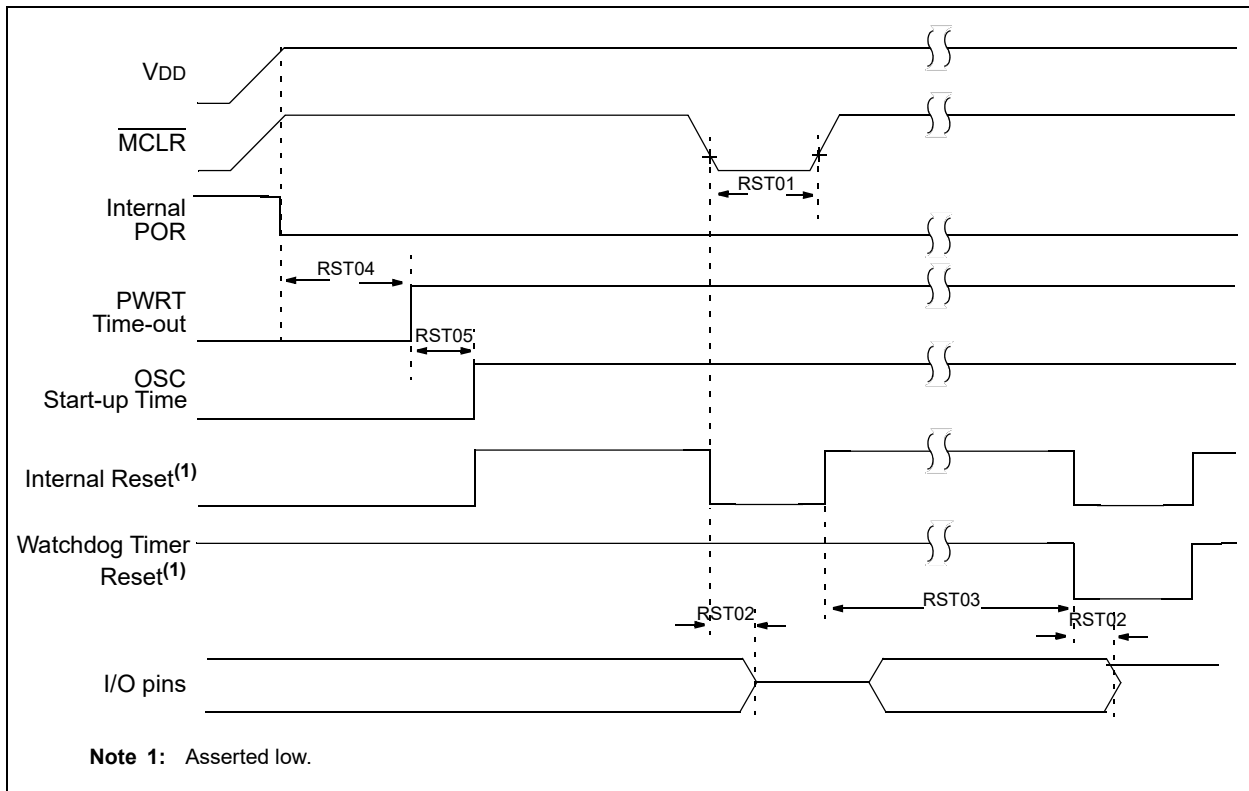 VDD
MCLR
RST01
Internal
POR
RST04
PWRT
Time-out
RST05
OSC
Start-up Time
Internal Reset(1)
Watchdog Timer
Reset(1)
RST03
RST02
RST02
I/O pins
Note 1: Asserted low.